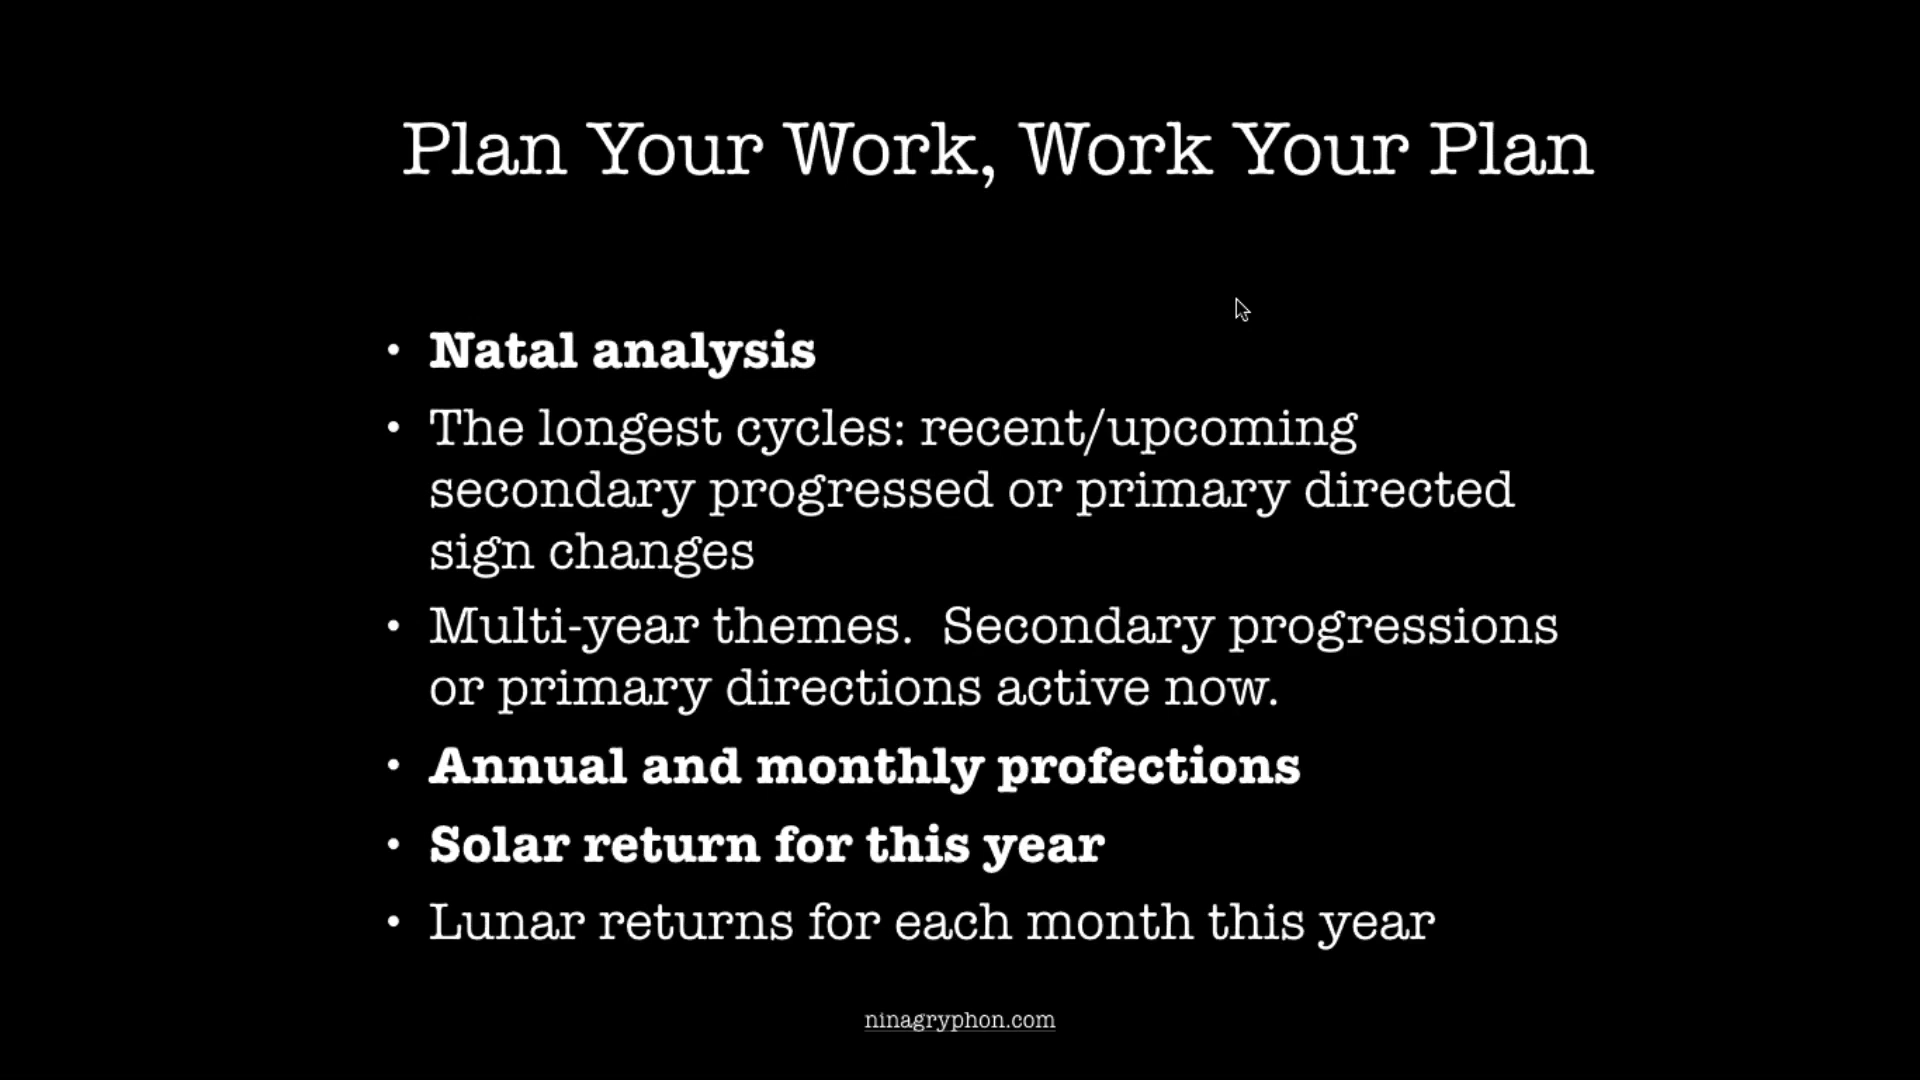 Plan Your Work, Work Your Plan
• Natal analysis
• The longest cycles: recent/upcoming
secondary progressed or primary directed
sign changes
• Multi-year themes.  Secondary progressions
or primary directions active now.
• Annual and monthly profections
• Solar return for this year
• Lunar returns for each month this year
ninagryphon.com